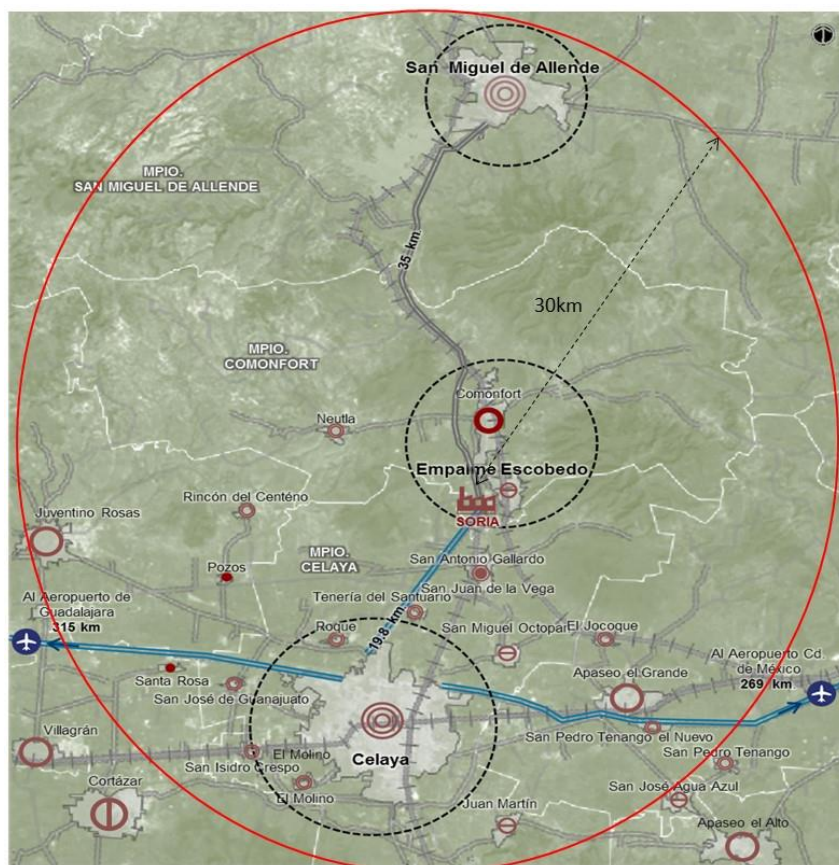 San Miguel de Allende
MPIO.
SAN MIGUEL DE ALLENDE
35 km
30km
MPIO.
COMONFORT
Comonfort
Neutla
Empalme Escobedo
Rincón del Centéno
SORIA
Juventino Rosas
MPIO.
CELAYA
San Antonio Gallardo
Pozos
San Juan de la Vega
Al Aeropuerto de
Guadalajara
315 km
Tenería del Santuario
19.8 km
Roque
San Miguel Octopan
El Jocoque
Al Aeropuerto Cd.
de México
269 km
Santa Rosa
San José de Guanajuato
Apaseo el Grande
Villagrán
San Pedro Tenango el Nuevo
Celaya
El Molino
San Isidro Crespo
San Pedro Tenango
Cortázar
El Molino
San José Agua Azul
Juan Martín
Apaseo el Alto